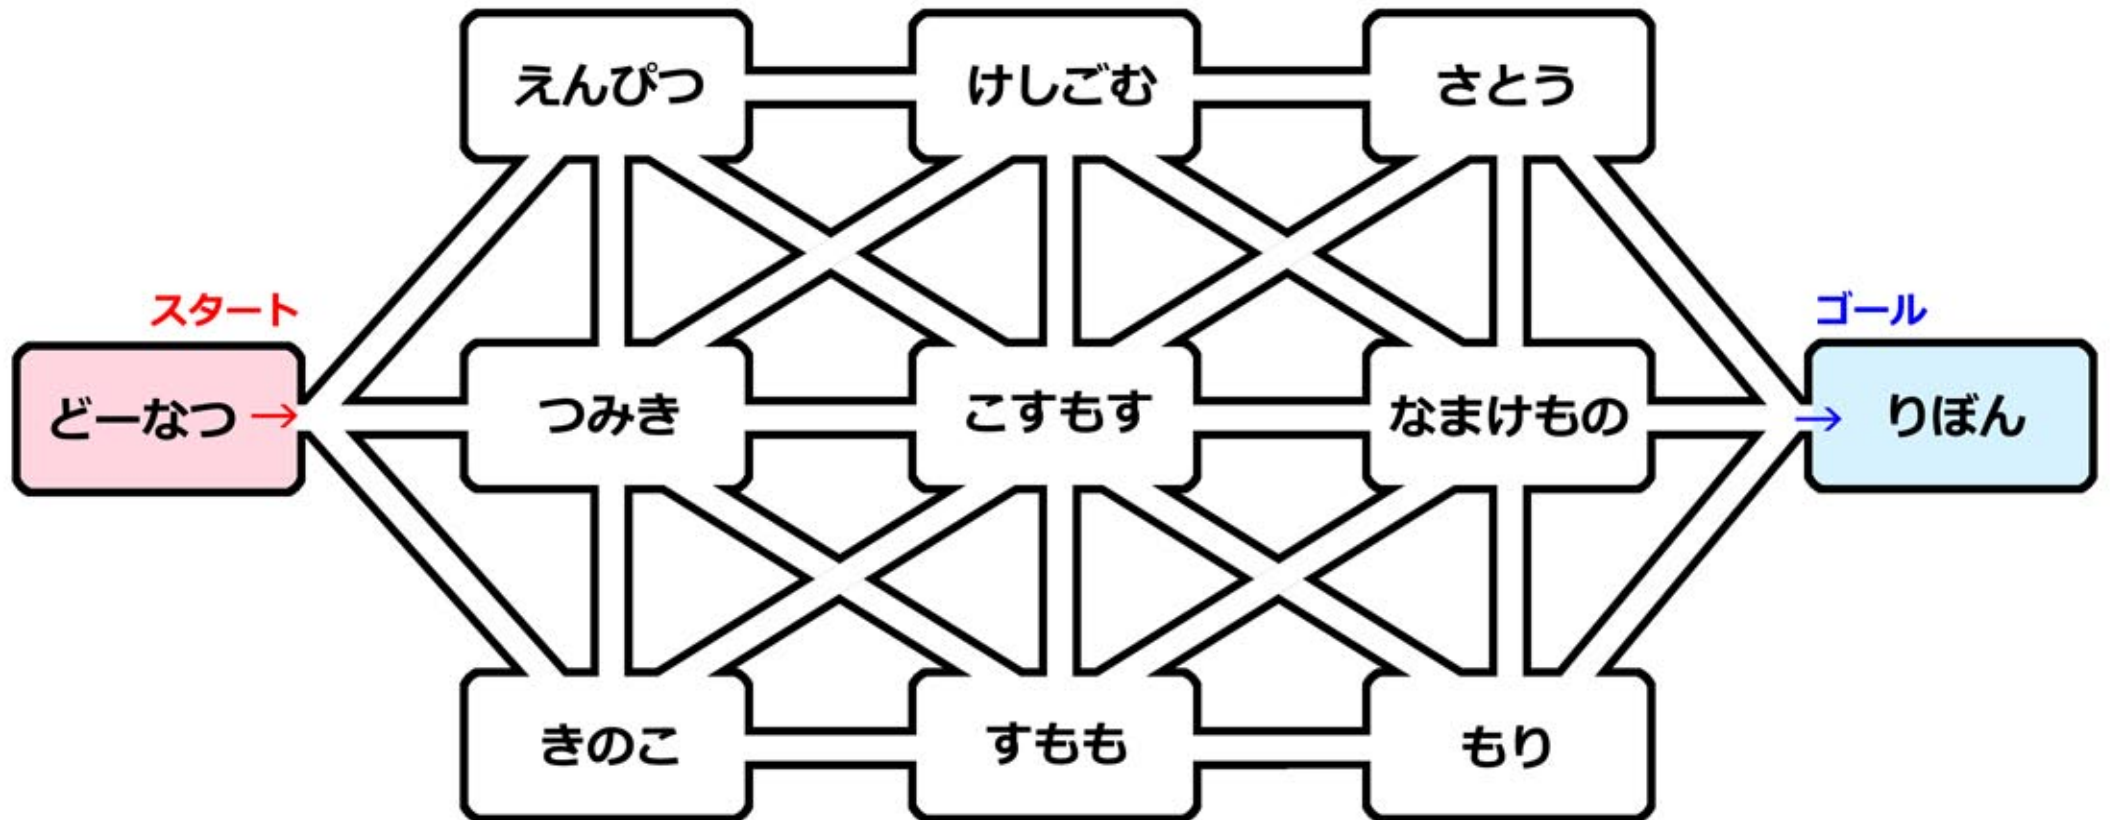 えんぴつ
けしごむ
さとう
スタート
ゴール
どーなつ →
つみき
こすもす
なまけもの
→ りぼん
きのこ
すもも
もり